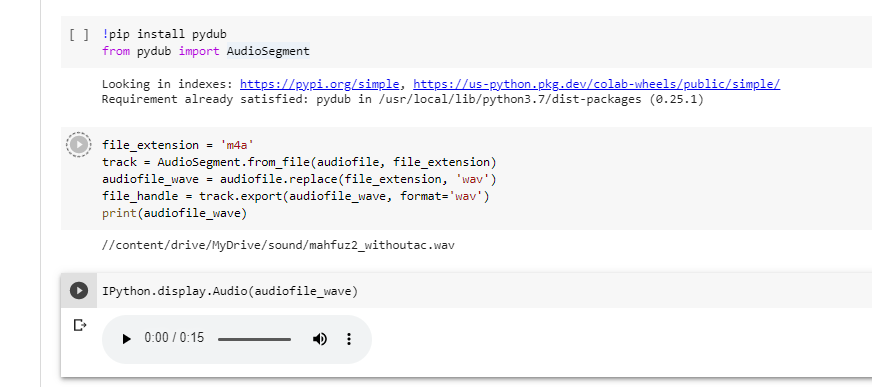 [ ] !pip install pydub
from pydub import AudioSegment
Looking in indexes: https://pypi.org/simple, https://us-python.pkg.dev/colab-wheels/public/simple/
Requirement already satisfied: pydub in /usr/local/lib/python3.7/dist-packages (0.25.1)
file_extension = 'm4a'
track = AudioSegment.from_file(audiofile, file_extension)
audiofile_wave = audiofile.replace(file_extension, 'wav')
file_handle = track.export(audiofile_wave, format='wav')
print(audiofile_wave)
//content/drive/MyDrive/sound/mahfuz2_withoutac.wav
IPython.display.Audio(audiofile_wave)
0:00 / 0:15